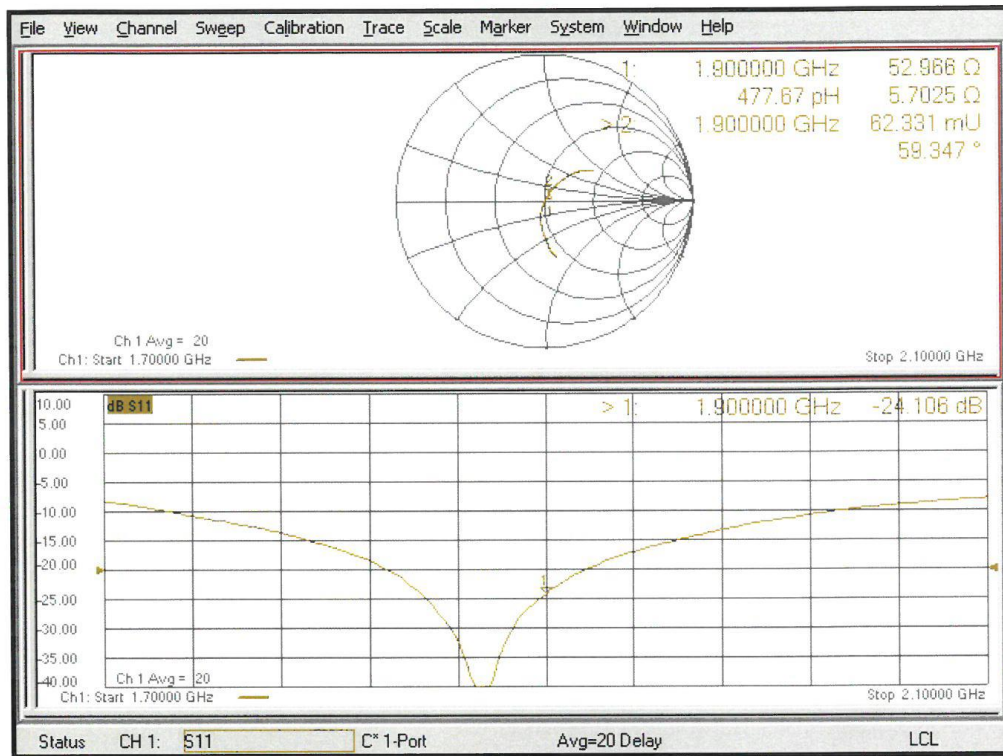 File View Channel Sweep Calibration Trace Scale Marker System Window Help
1: 1.900000 GHz 52.966 Ω
477.67 pH 5.7025 Ω
> 2: 1.900000 GHz 62.331 mU
59.347 °
Ch 1 Avg = 20
Ch1: Start 1.70000 GHz
Stop 2.10000 GHz
10.00 dB S11 > 1: 1.900000 GHz -24.106 dB
5.00
0.00
-5.00
-10.00
-15.00
-20.00
-25.00
-30.00
-35.00
-40.00
1
Ch 1 Avg = 20
Ch1: Start 1.70000 GHz
Stop 2.10000 GHz
Status CH 1: S11 C* 1-Port Avg=20 Delay LCL